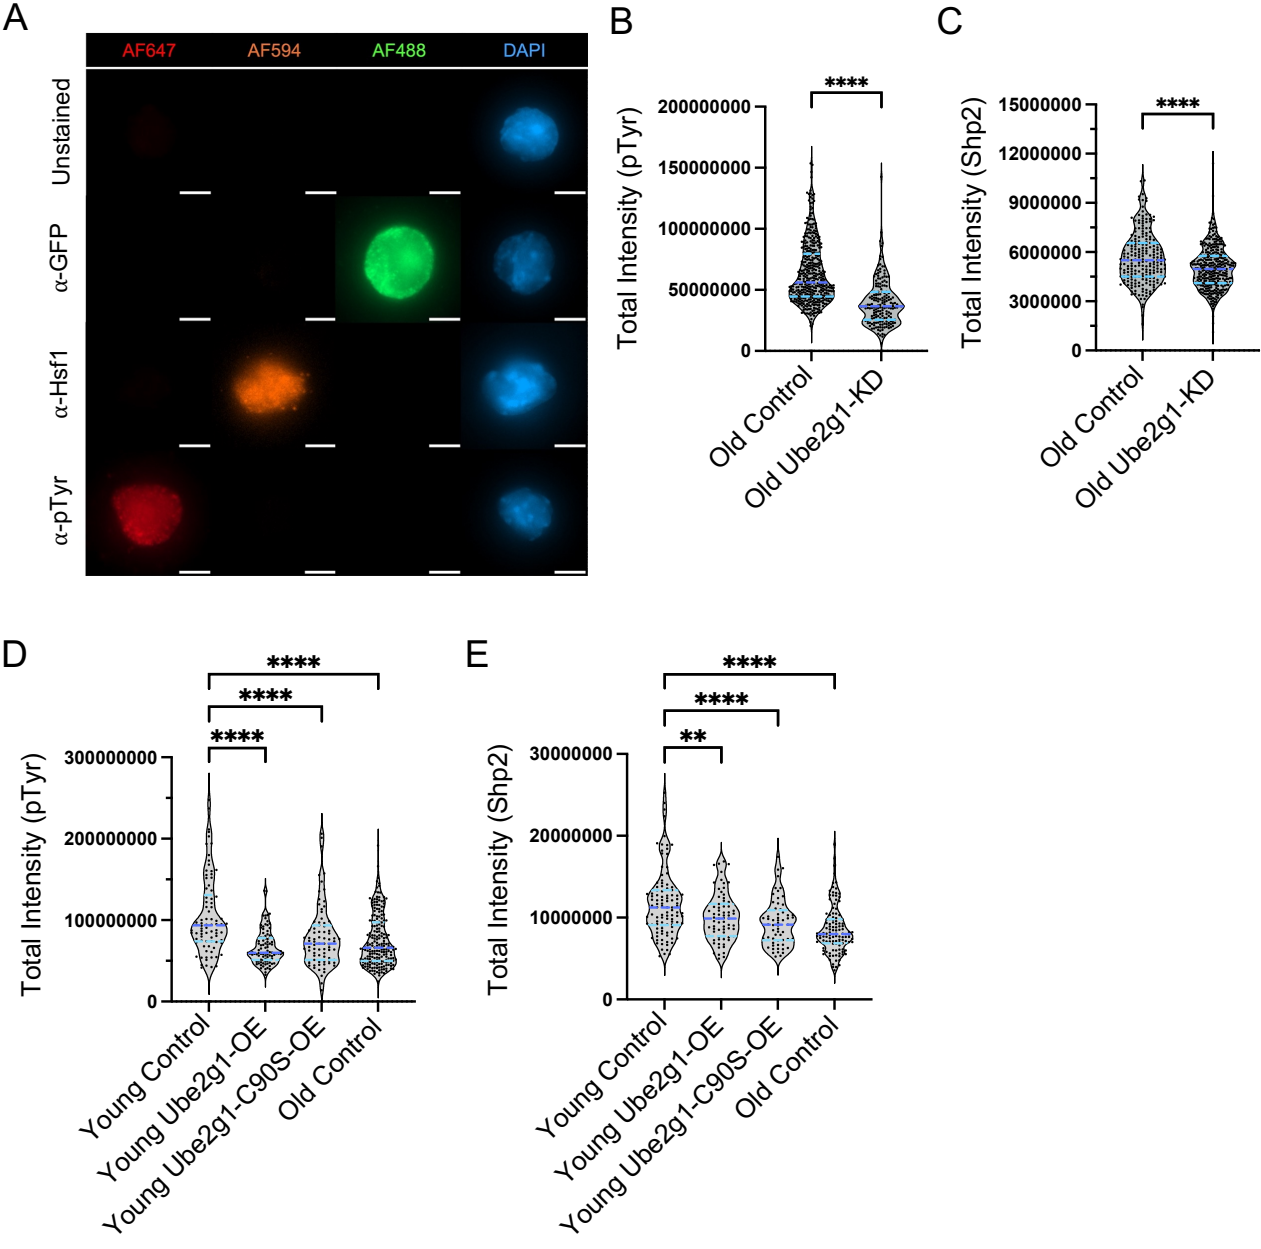 A
AF647 AF594 AF488 DAPI
Unstained
α-GFP
α-Hsf1
α-pTyr
B
Total Intensity (pTyr)
****
200000000
150000000
100000000
50000000
0
Old Control
Old Ube2g1-KD
C
Total Intensity (Shp2)
****
15000000
12000000
9000000
6000000
3000000
0
Old Control
Old Ube2g1-KD
D
Total Intensity (pTyr)
****
****
****
300000000
200000000
100000000
0
Young Control
Young Ube2g1-OE
Young Ube2g1-C90S-OE
Old Control
E
Total Intensity (Shp2)
****
****
**
30000000
20000000
10000000
0
Young Control
Young Ube2g1-OE
Young Ube2g1-C90S-OE
Old Control